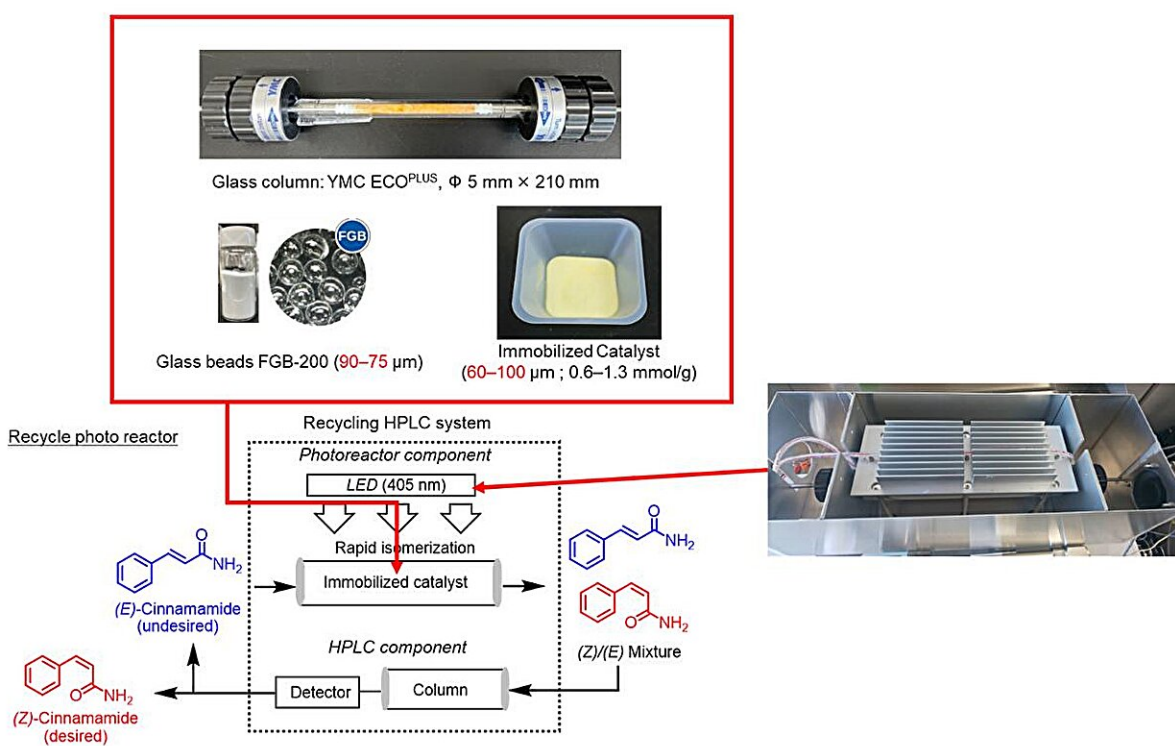 YMC
Glass column: YMC ECOPLUS, Φ 5 mm × 210 mm
FGB
Glass beads FGB-200 (90–75 μm)
Immobilized Catalyst
(60–100 μm ; 0.6–1.3 mmol/g)
Recycle photo reactor
Recycling HPLC system
Photoreactor component
LED (405 nm)
Rapid isomerization
Immobilized catalyst
O
NH2
(E)-Cinnamamide
(undesired)
O
NH2
O
NH2
(Z)/(E) Mixture
HPLC component
Detector
Column
O
NH2
(Z)-Cinnamamide
(desired)